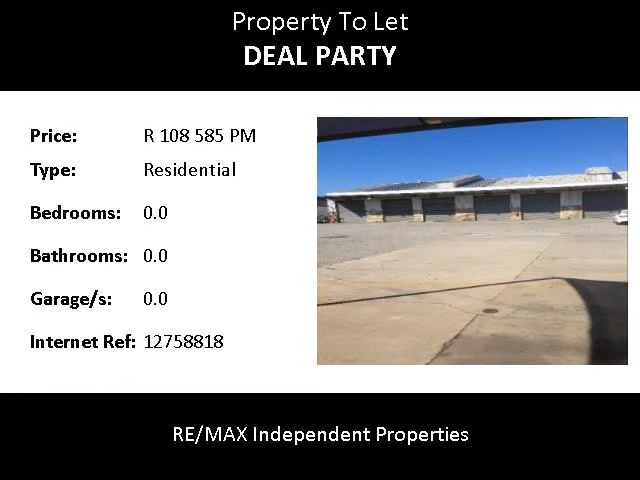 Property To Let
DEAL PARTY
Price: R 108 585 PM
Type: Residential
Bedrooms: 0.0
Bathrooms: 0.0
Garage/s: 0.0
Internet Ref: 12758818
RE/MAX Independent Properties